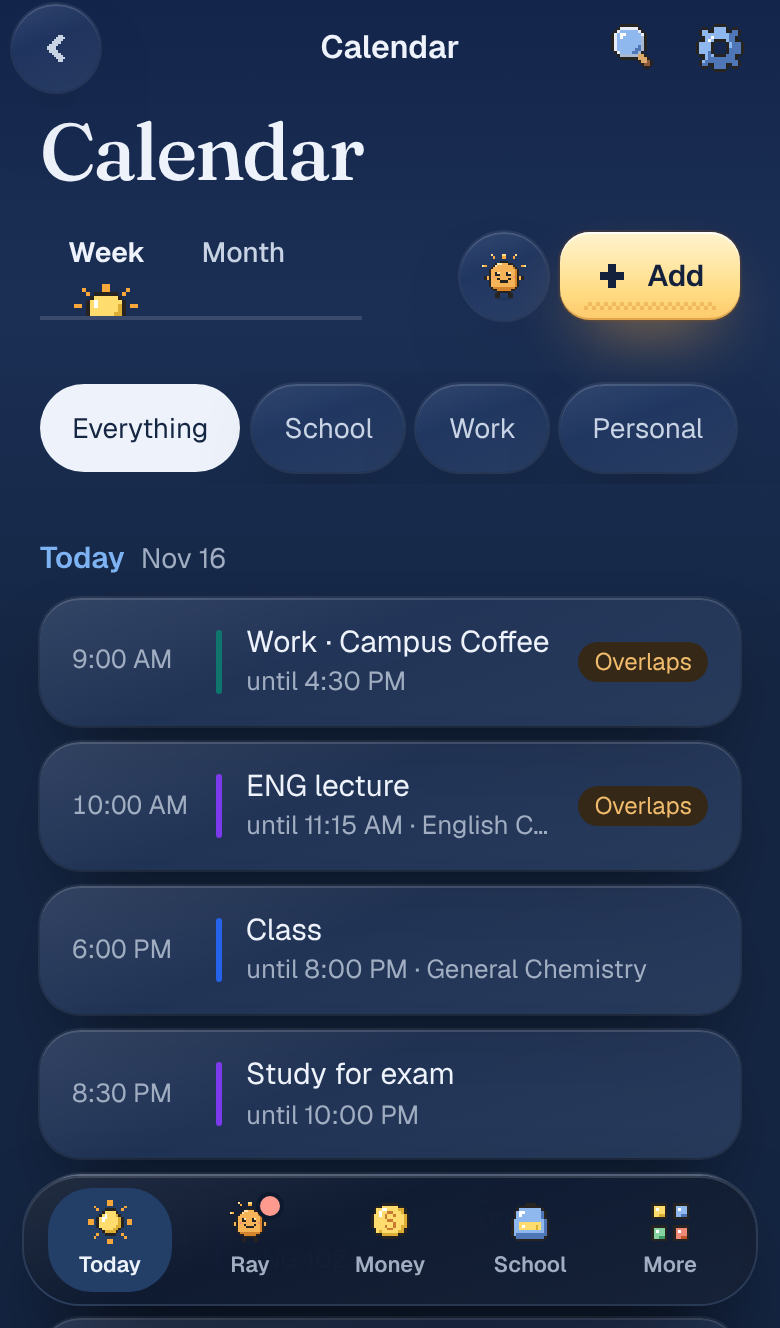 Calendar
Calendar
Week Month
Add
Everything School Work Personal
Today Nov 16
9:00 AM
Work · Campus Coffee
until 4:30 PM
Overlaps
10:00 AM
ENG lecture
until 11:15 AM · English C...
Overlaps
6:00 PM
Class
until 8:00 PM · General Chemistry
8:30 PM
Study for exam
until 10:00 PM
Today Ray Money School More